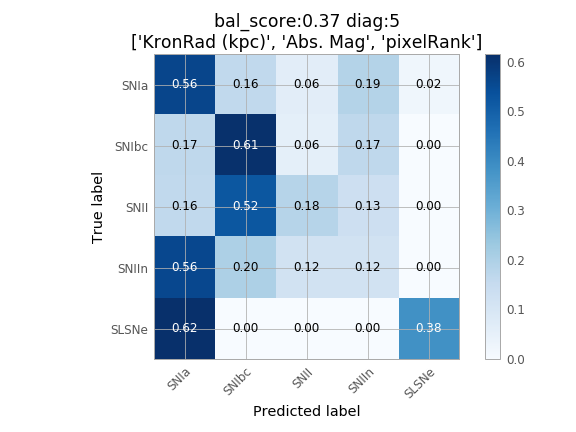 bal_score:0.37 diag:5
['KronRad (kpc)', 'Abs. Mag', 'pixelRank']
True label
SNIa 0.56 0.16 0.06 0.19 0.02
SNIbc 0.17 0.61 0.06 0.17 0.00
SNII 0.16 0.52 0.18 0.13 0.00
SNIIn 0.56 0.20 0.12 0.12 0.00
SLSNe 0.62 0.00 0.00 0.00 0.38
SNIa SNIbc SNII SNIIn SLSNe
Predicted label
0.6
0.5
0.4
0.3
0.2
0.1
0.0